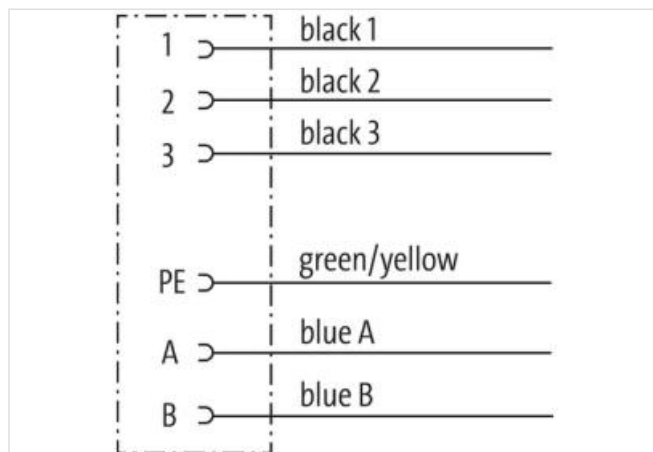 1 black 1
2 black 2
3 black 3
PE green/yellow
A blue A
B blue B